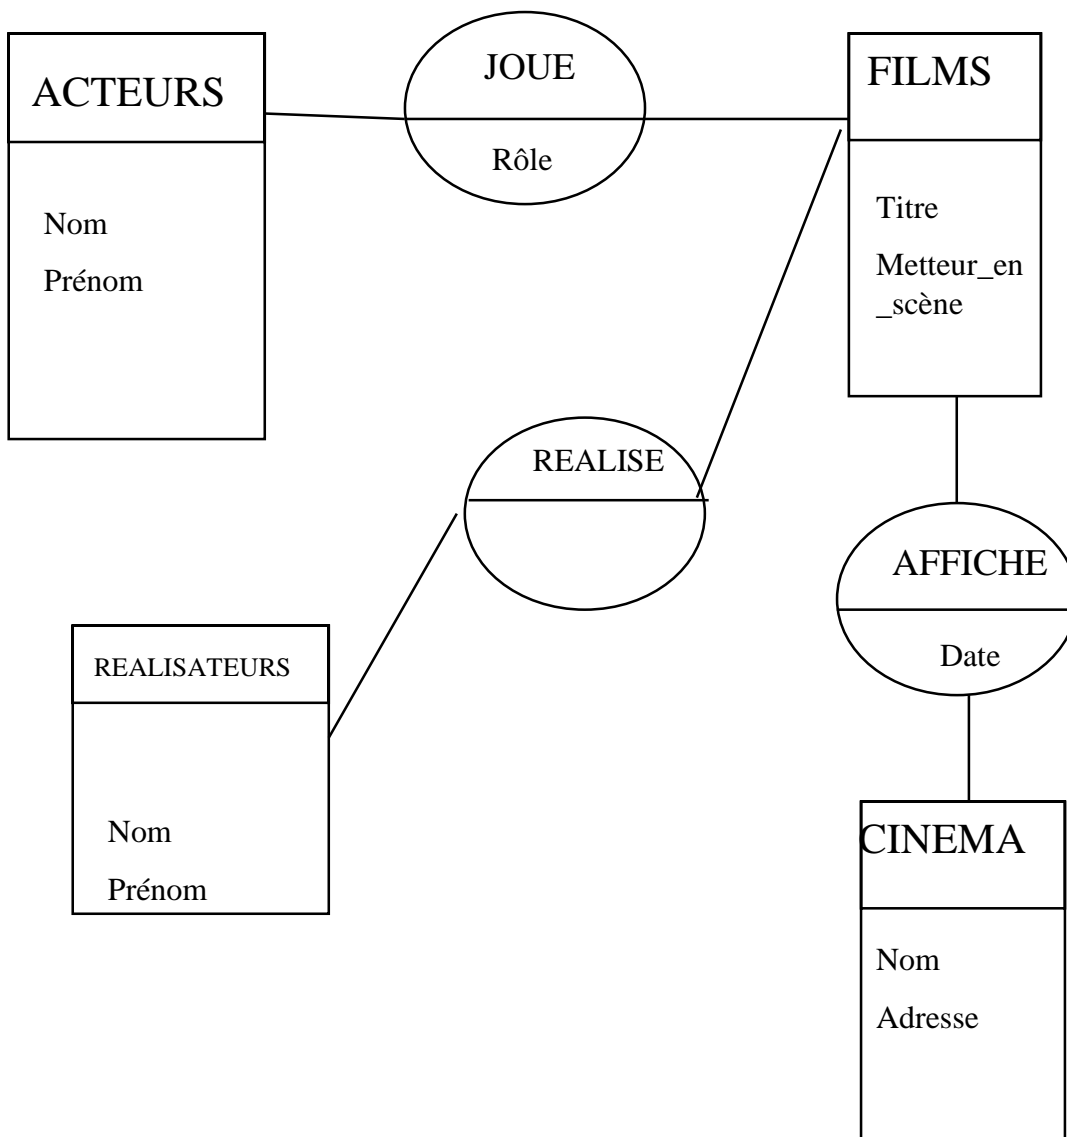 ACTEURS
Nom
Prénom
JOUE
Rôle
FILMS
Titre
Metteur_en
_scène
REALISE
AFFICHE
Date
REALISATEURS
Nom
Prénom
CINEMA
Nom
Adresse